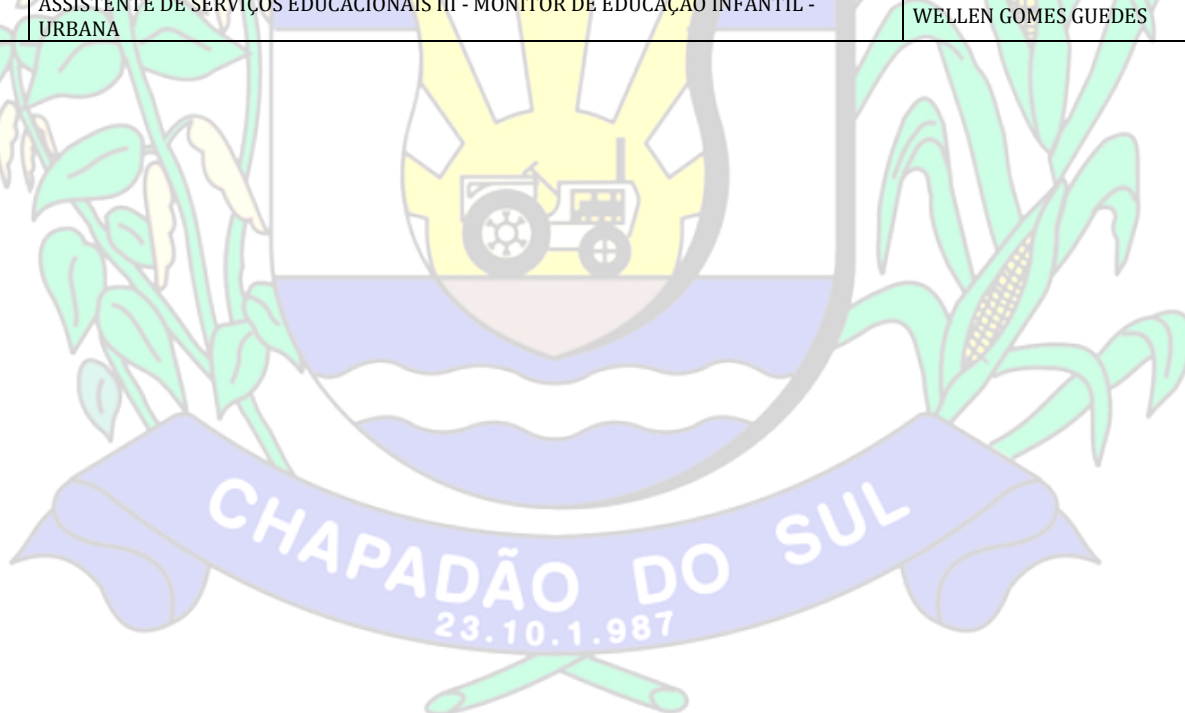 ASSISTENTE DE SERVIÇOS EDUCACIONAIS III - MONITOR DE EDUCAÇÃO INFANTIL -
URBANA
WELLEN GOMES GUEDES
CHAPADÃO DO SUL
23.10.1.987